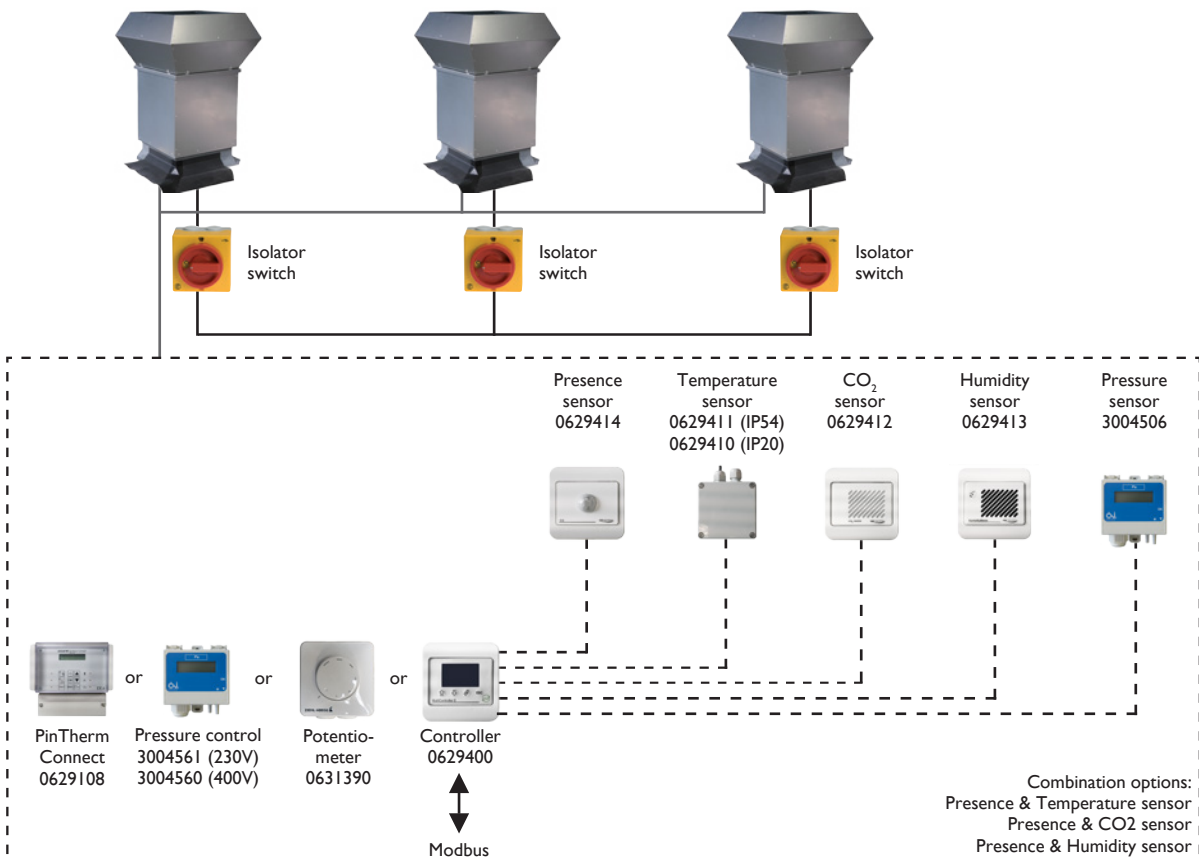 Isolator
switch
Isolator
switch
Isolator
switch
Presence
sensor
0629414
Temperature
sensor
0629411 (IP54)
0629410 (IP20)
CO2
sensor
0629412
Humidity
sensor
0629413
Pressure
sensor
3004506
or
or
or
PinTherm
Connect
0629108
Pressure control
3004561 (230V)
3004560 (400V)
Potentio-
meter
0631390
Controller
0629400
Modbus
Combination options:
Presence & Temperature sensor
Presence & CO2 sensor
Presence & Humidity sensor